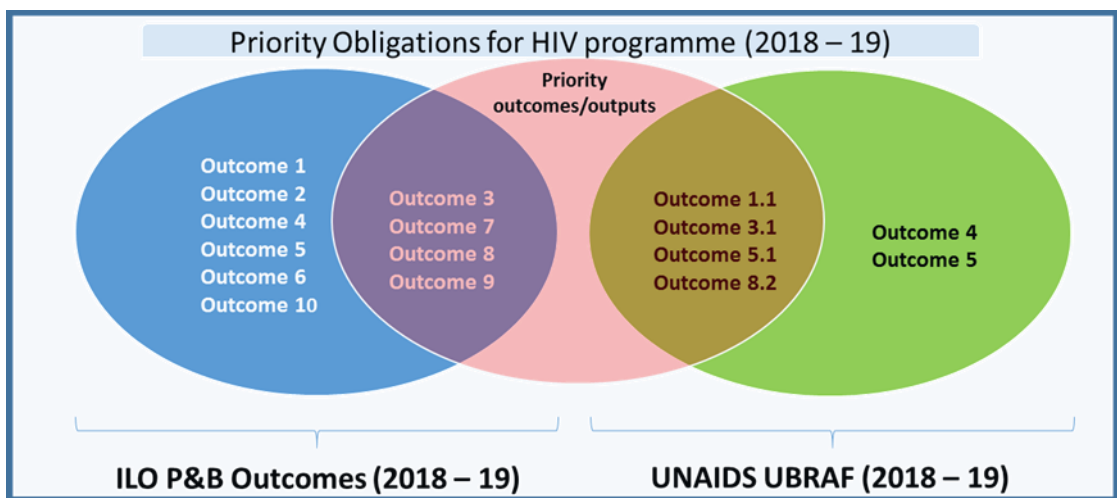 Priority Obligations for HIV programme (2018 – 19)
Priority
outcomes/outputs
Outcome 1
Outcome 2
Outcome 4
Outcome 5
Outcome 6
Outcome 10
Outcome 3
Outcome 7
Outcome 8
Outcome 9
Outcome 1.1
Outcome 3.1
Outcome 5.1
Outcome 8.2
Outcome 4
Outcome 5
ILO P&B Outcomes (2018 – 19)
UNAIDS UBRAF (2018 – 19)